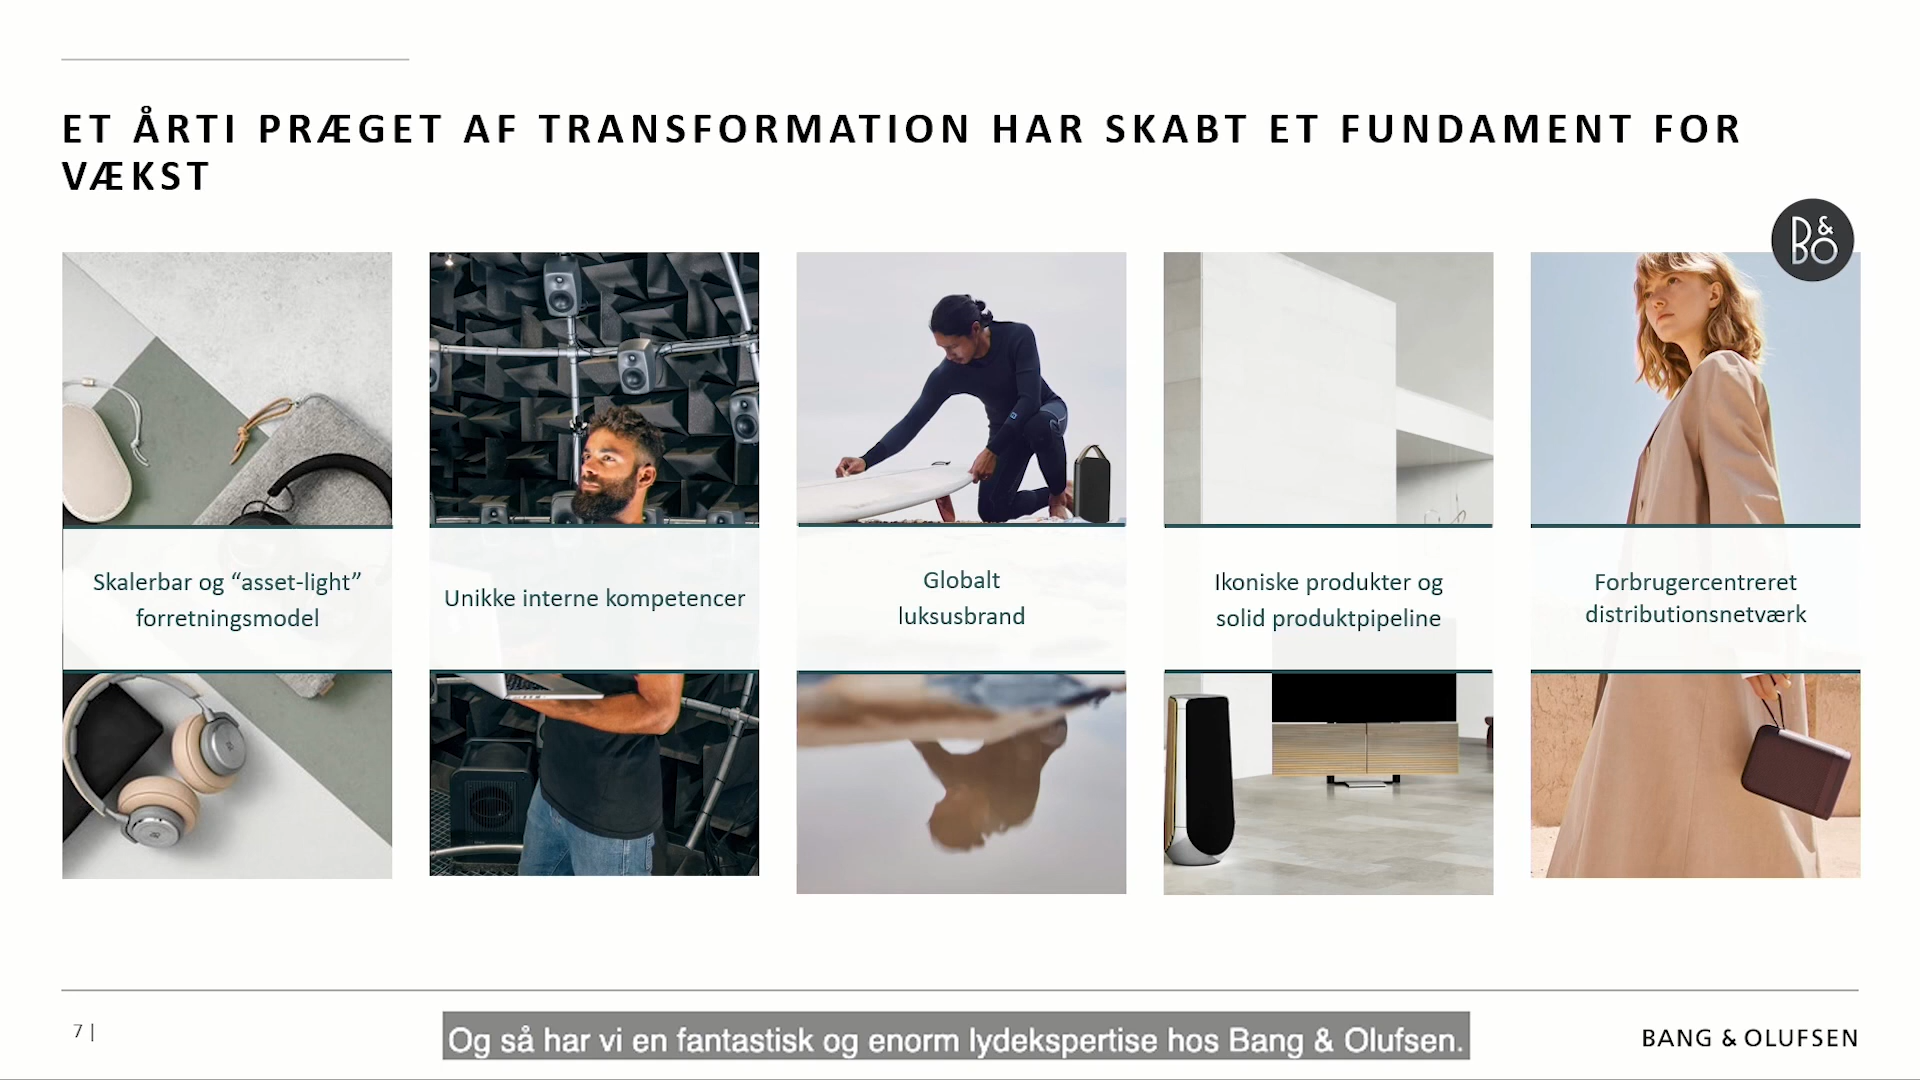 ET ÅRTI PRÆGET AF TRANSFORMATION HAR SKABT ET FUNDAMENT FOR
VÆKST
B&O
Skalerbar og “asset-light”
forretningsmodel
Unikke interne kompetencer
Globalt
luksusbrand
Ikoniske produkter og
solid produktpipeline
Forbrugercentreret
distributionsnetværk
7 |
Og så har vi en fantastisk og enorm lydekspertise hos Bang & Olufsen.
BANG & OLUFSEN